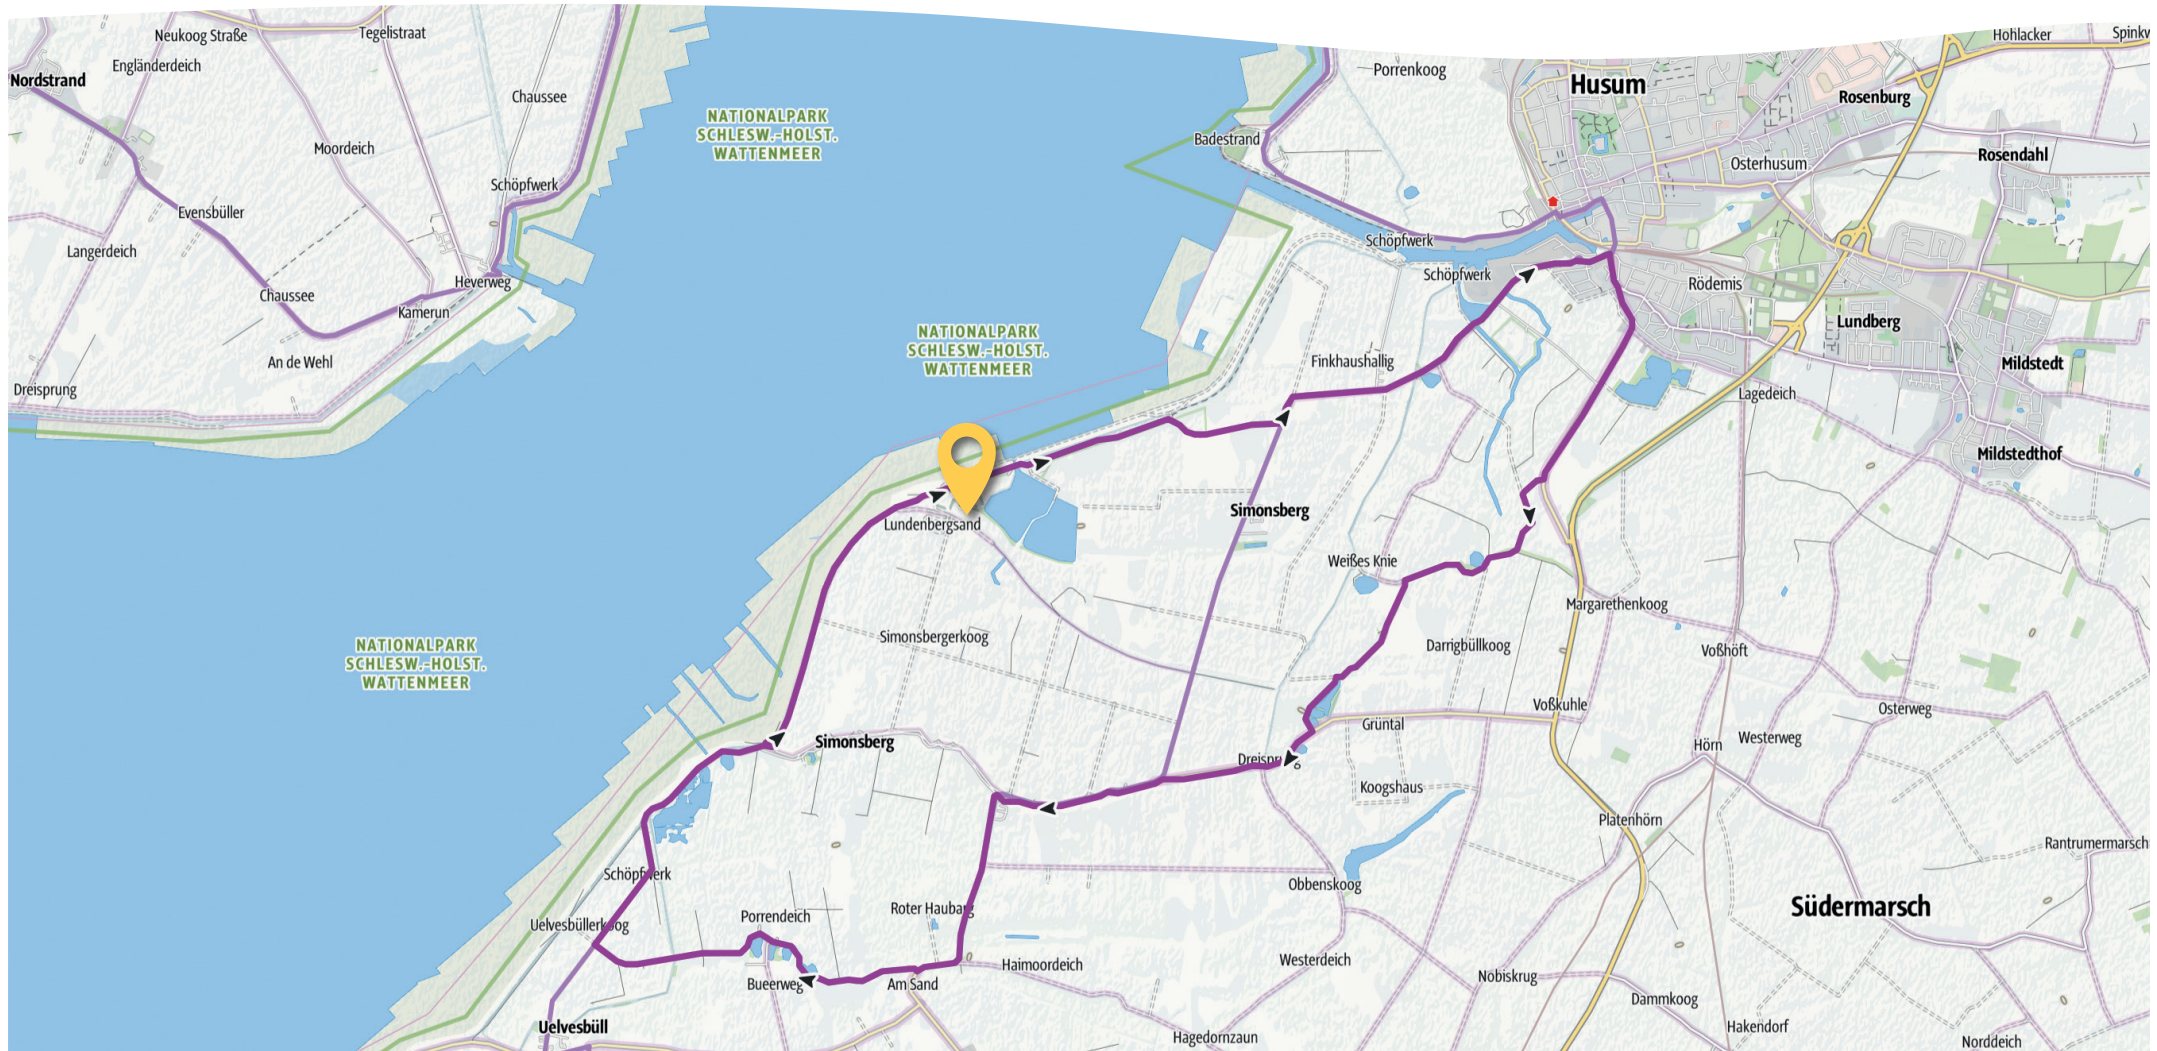 Neukoog Straße
Tegelistraat
Engländerdeich
Nordstrand
Chaussee
Moordeich
Schöpfwerk
Evensbüller
Langerdeich
Heverweg
Chaussee
Kamerun
An de Wehl
Dreisprung
NATIONALPARK
SCHLESW.-HOLST.
WATTENMEER
Porrenkoog
Badestrand
Husum
Hohlacker
Rosenburg
Osterhusum
Rosendahl
Schöpfwerk
Schöpfwerk
Rödemis
Lundberg
Mildstedt
Lagedeich
Mildstedthof
NATIONALPARK
SCHLESW.-HOLST.
WATTENMEER
Finkhaushallig
Lundenbergsand
Simonsberg
Weißes Knie
Margarethenkoog
Simonsbergerkoog
Darrigbüllkoog
Voßhöft
NATIONALPARK
SCHLESW.-HOLST.
WATTENMEER
Voßkuhle
Osterweg
Grüntal
Simonsberg
Hörn
Westerweg
Koogshaus
Platenhörn
Rantrumermarsch
Obbenskoog
Südermarsch
Roter Haubarg
Porrendeich
Haimoordeich
Westerdeich
Nobiskrug
Bueerweg
Am Sand
Dammkoog
Uelvesbüll
Hakendorf
Hagedornzaun
Norddeich